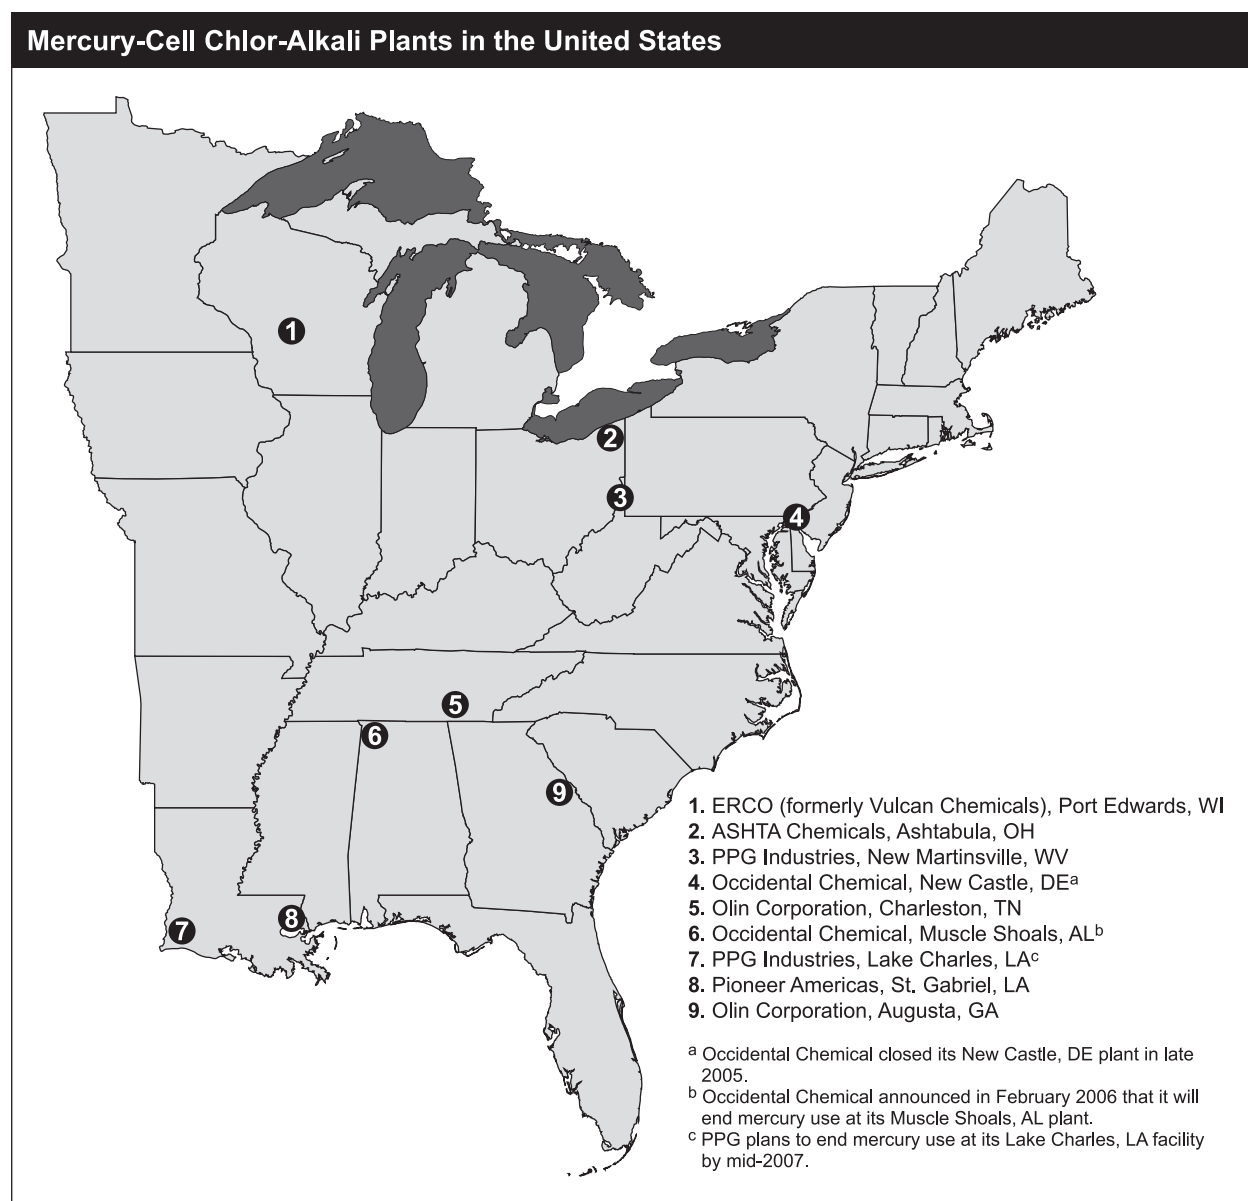 Mercury-Cell Chlor-Alkali Plants in the United States
1
2
3
4
5
6
7
8
9
1. ERCO (formerly Vulcan Chemicals), Port Edwards, WI
2. ASHTA Chemicals, Ashtabula, OH
3. PPG Industries, New Martinsville, WV
4. Occidental Chemical, New Castle, DEa
5. Olin Corporation, Charleston, TN
6. Occidental Chemical, Muscle Shoals, ALb
7. PPG Industries, Lake Charles, LAc
8. Pioneer Americas, St. Gabriel, LA
9. Olin Corporation, Augusta, GA
a Occidental Chemical closed its New Castle, DE plant in late
2005.
b Occidental Chemical announced in February 2006 that it will
end mercury use at its Muscle Shoals, AL plant.
c PPG plans to end mercury use at its Lake Charles, LA facility
by mid-2007.